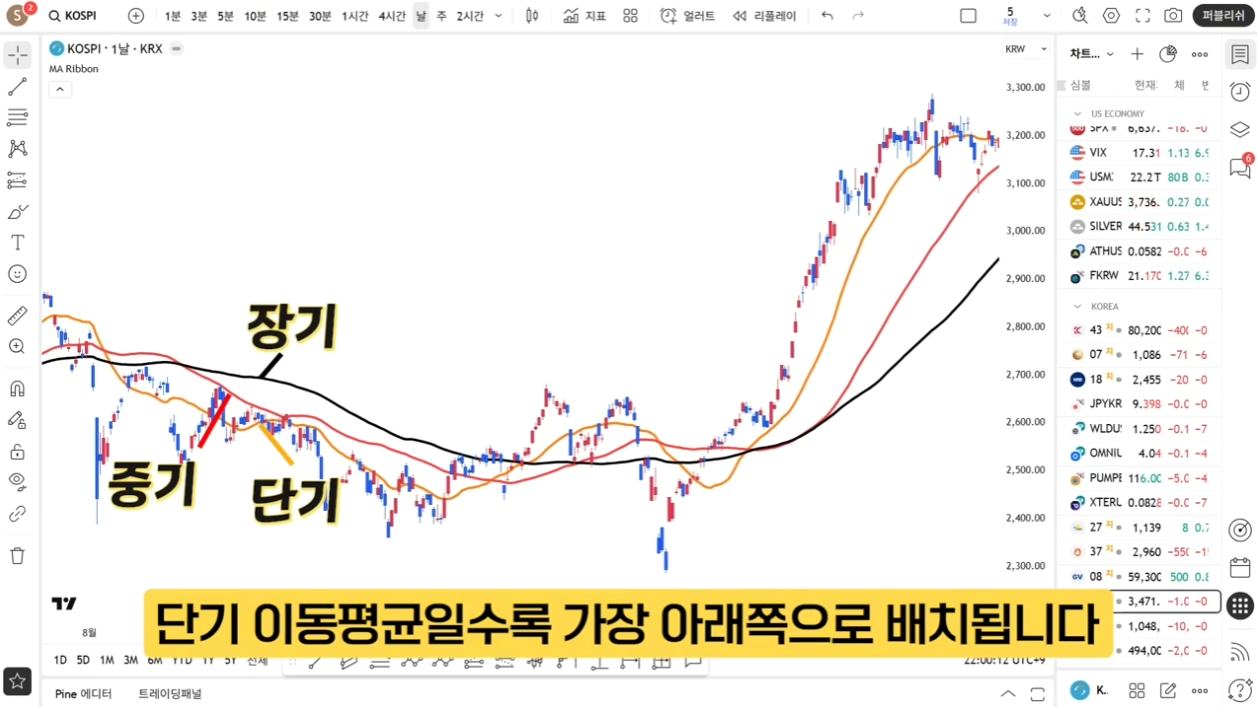 S 2 KOSPI 1분 3분 5분 10분 15분 30분 1시간 4시간 날 주 2시간 지표 얼러트 리플레이 5 저장 퍼블리쉬
KOSPI · 1날 · KRX
MA Ribbon
KRW
3,300.00
3,200.00
3,100.00
3,000.00
2,900.00
2,800.00
2,700.00
2,600.00
2,500.00
2,400.00
2,300.00
장기
중기
단기
단기 이동평균일수록 가장 아래쪽으로 배치됩니다
8월
1D 5D 1M 3M 6M YTD 1Y 5Y 전체
22:00:12 UTC+9
Pine 에디터 트레이딩패널
차트...
심볼 현재 체
US ECONOMY
SPX 6,637. -18. -0
VIX 17.31 1.13 6.9
USM 22.2T 80B 0.3
XAUUS 3,736. 0.27 0.0
SILVER 44.531 0.63 1.4
ATHUS 0.0582 -0.0 -6
FKRW 21.170 1.27 6.3
KOREA
43 지 80,200 -400 -0
07 지 1,086 -71 -6
18 지 2,455 -20 -0
JPYKR 9.398 -0.0 -0
WLDU 1.250 -0.1 -7
OMNIU 4.04 -0.1 -4
PUMPF 116.00 -5.0 -4
XTERL 0.0828 -0.0 -7
27 지 1,139 8 0.7
37 지 2,960 -550 -1
08 지 59,300 500 0.8
3,471. -1.0 -0
1,048, -10, -0
494,00 -2,0 -0
K..
6